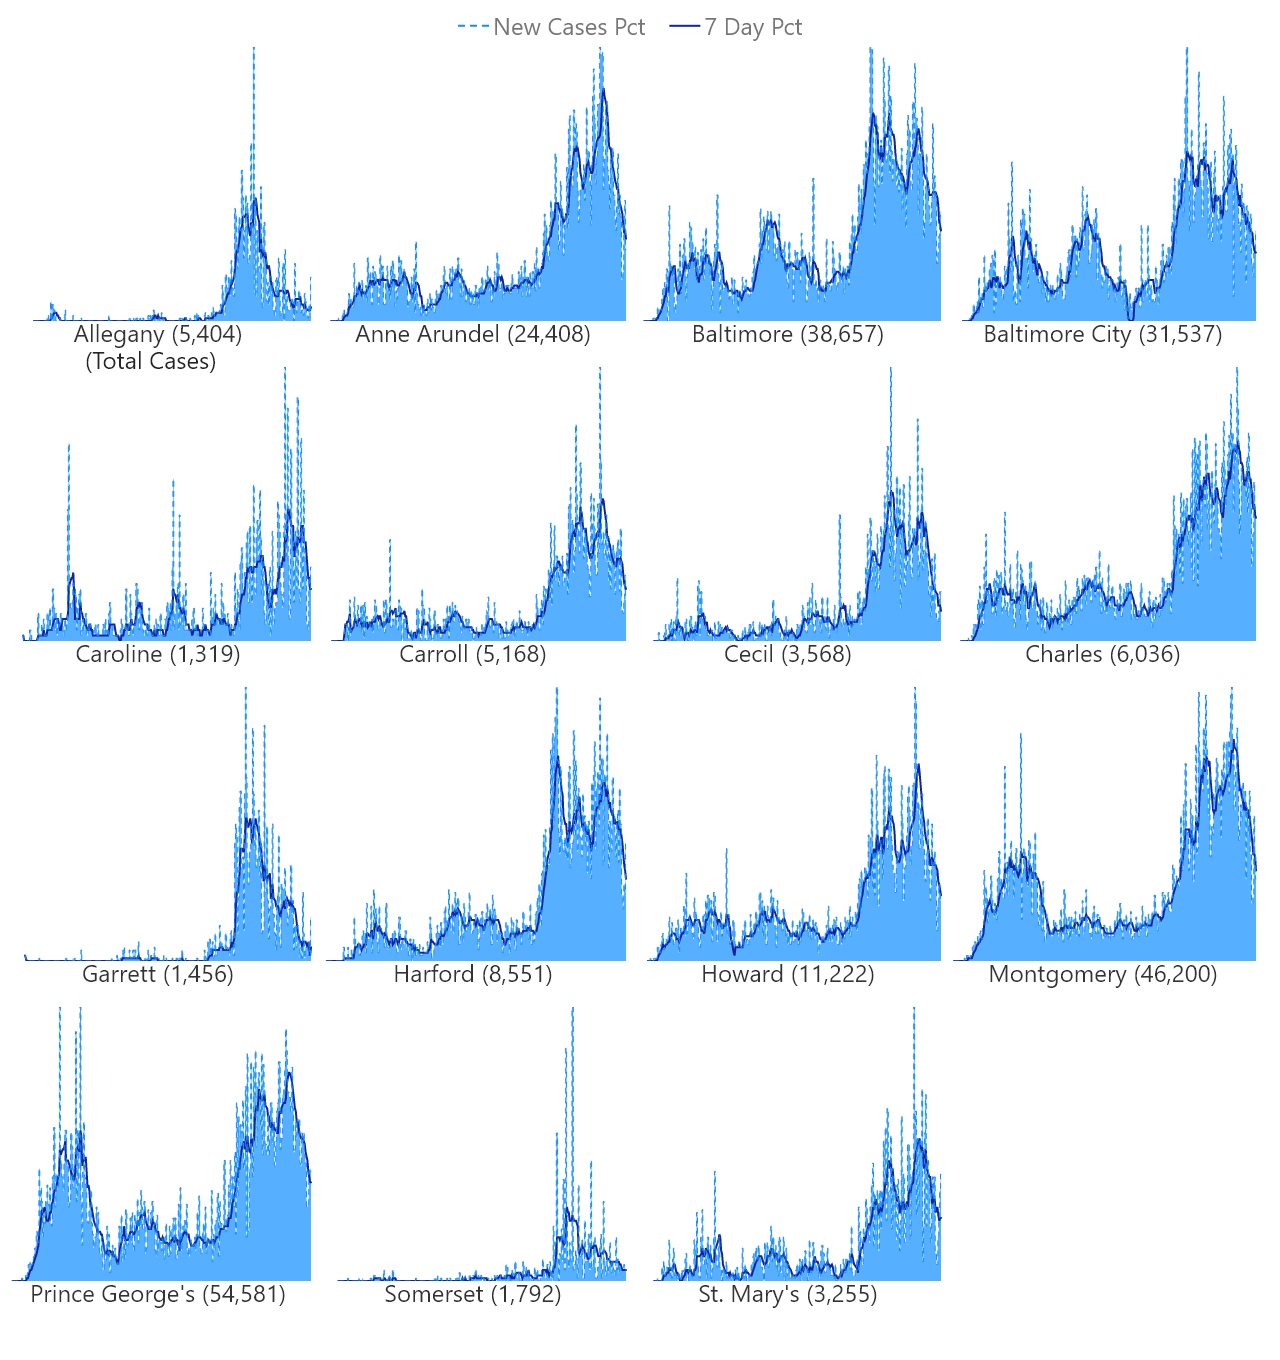 New Cases Pct 7 Day Pct
Allegany (5,404)
(Total Cases)
Anne Arundel (24,408)
Baltimore (38,657)
Baltimore City (31,537)
Caroline (1,319)
Carroll (5,168)
Cecil (3,568)
Charles (6,036)
Garrett (1,456)
Harford (8,551)
Howard (11,222)
Montgomery (46,200)
Prince George's (54,581)
Somerset (1,792)
St. Mary's (3,255)